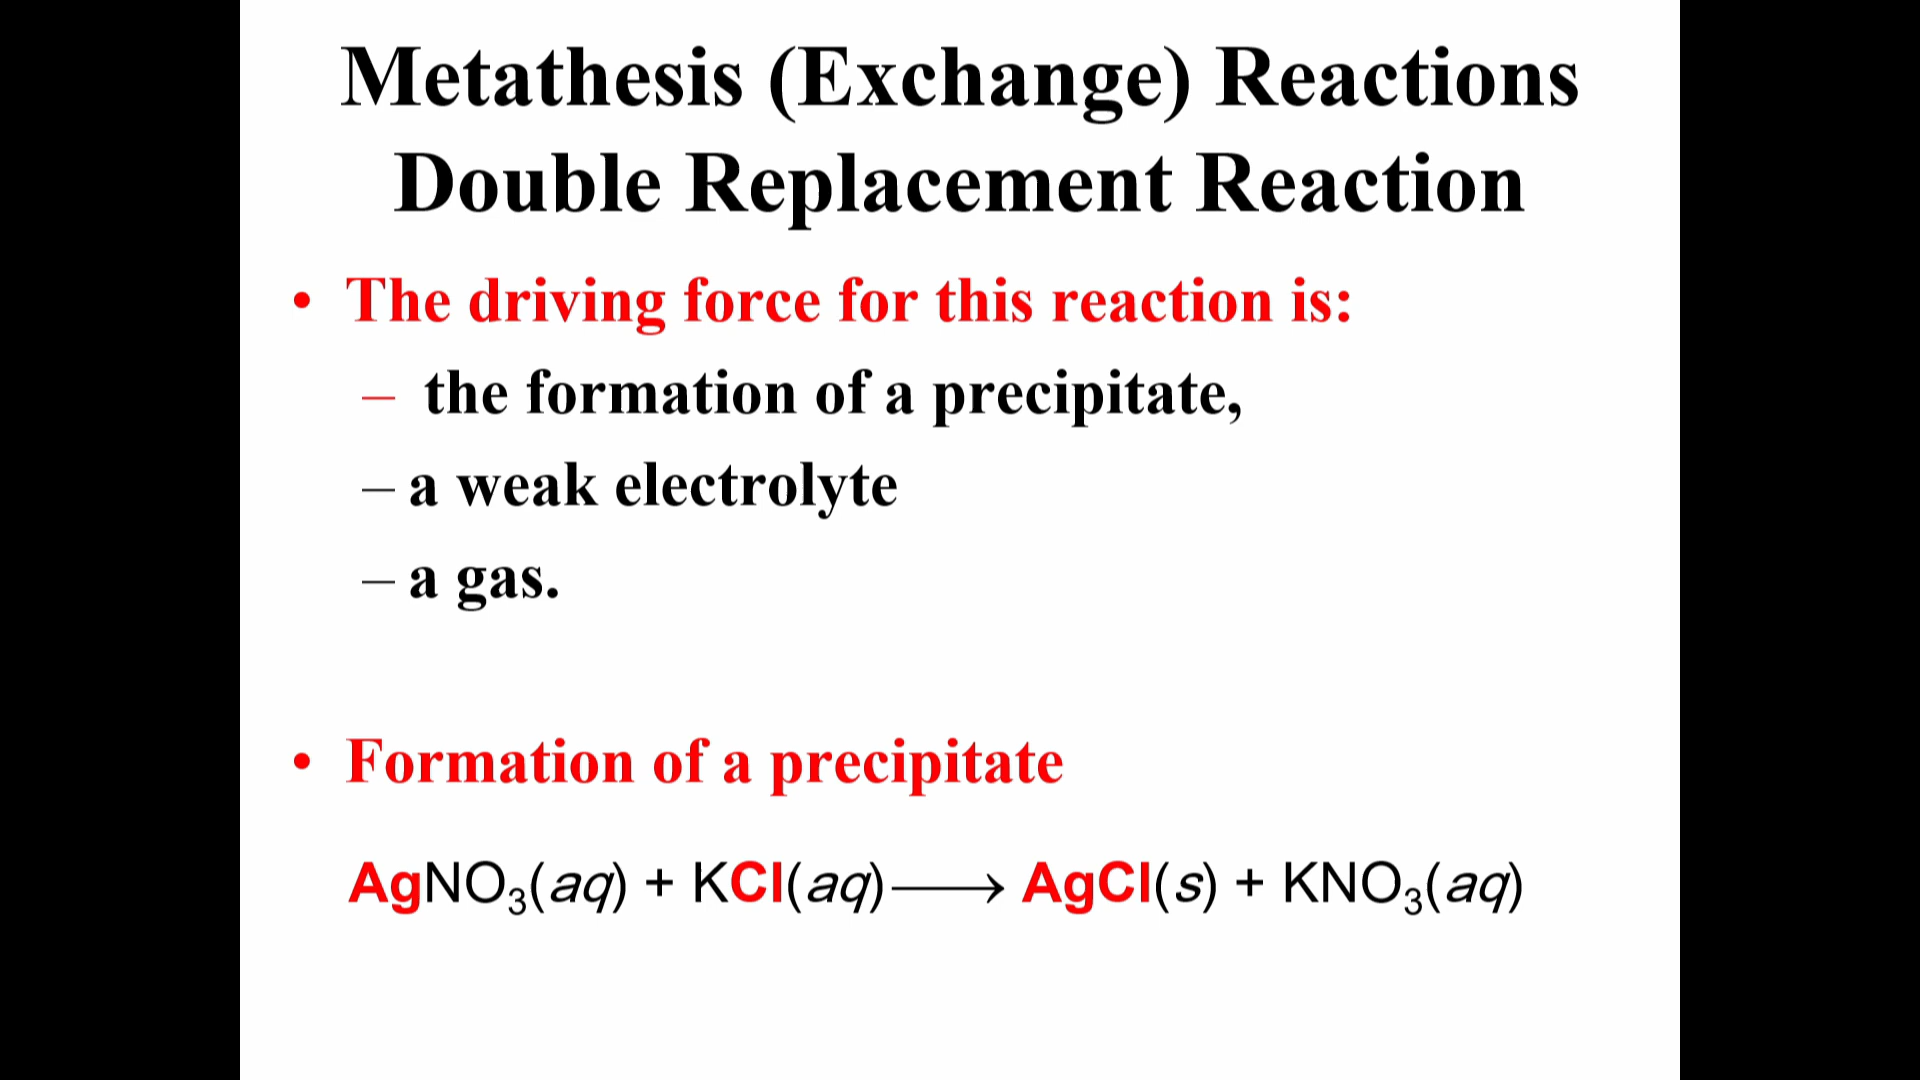 Metathesis (Exchange) Reactions
Double Replacement Reaction
• The driving force for this reaction is:
– the formation of a precipitate,
– a weak electrolyte
– a gas.
• Formation of a precipitate
AgNO₃(aq) + KCl(aq)⟶ AgCl(s) + KNO₃(aq)